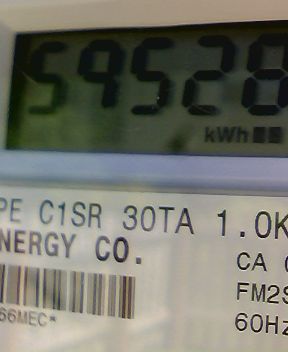 59528
kWh
PE C1SR 30TA 1.0K
NERGY CO.
CA
FM2S
66MEC*
60Hz